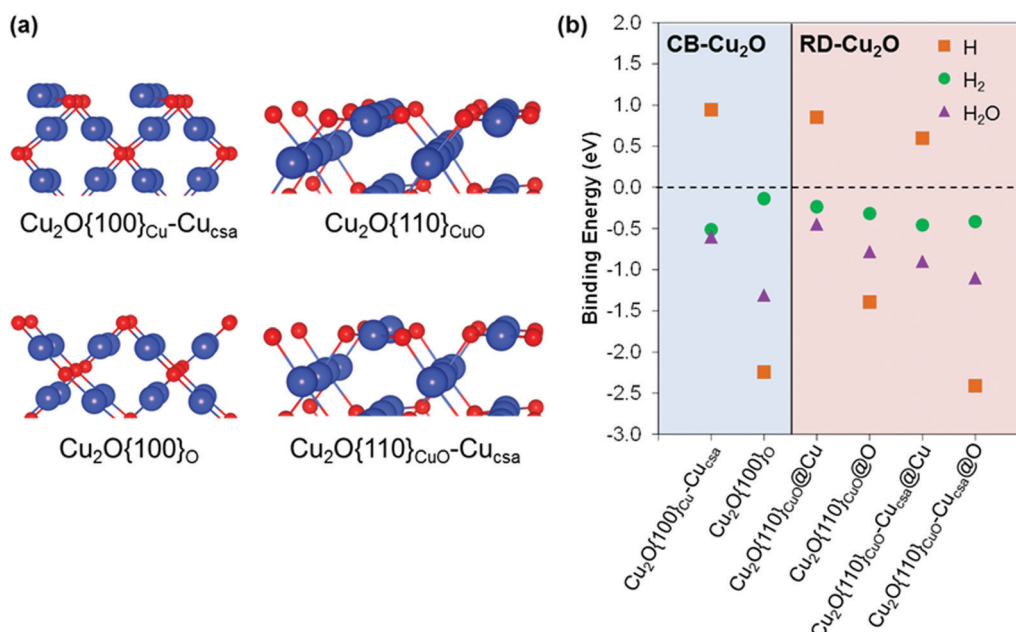 (a)
Cu₂O{100}Cu-Cucsa
Cu₂O{110}CuO
Cu₂O{100}O
Cu₂O{110}CuO-Cucsa
(b)
CB-Cu₂O
RD-Cu₂O
H
H₂
H₂O
Binding Energy (eV)
2.0
1.5
1.0
0.5
0.0
-0.5
-1.0
-1.5
-2.0
-2.5
-3.0
Cu₂O{100}Cu-Cucsa
Cu₂O{100}O
Cu₂O{110}CuO@Cu
Cu₂O{110}CuO@O
Cu₂O{110}CuO-Cucsa@Cu
Cu₂O{110}CuO-Cucsa@O